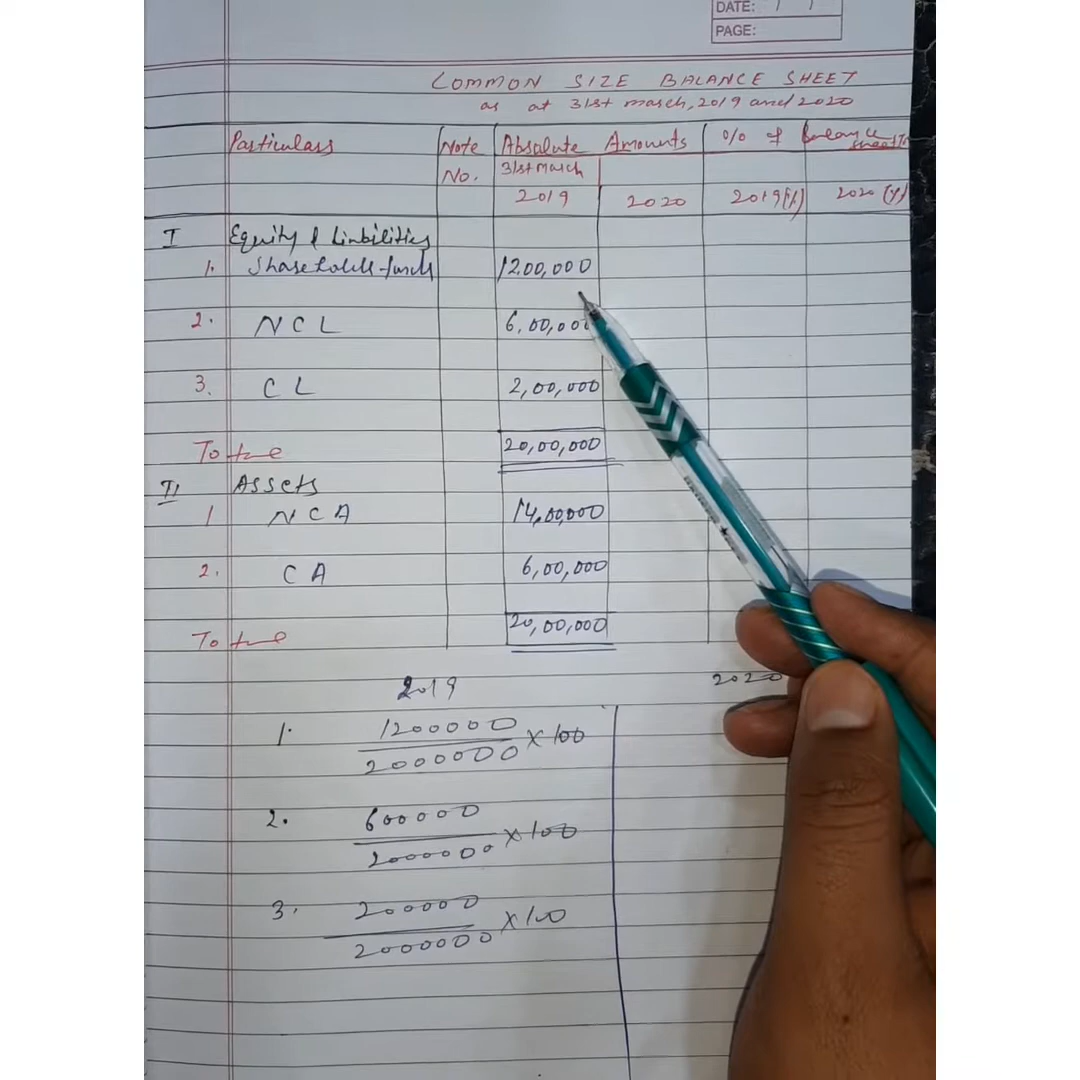 DATE: / /
PAGE:
COMMON SIZE BALANCE SHEET
as at 31st march, 2019 and 2020
Particulars Note Absolute Amounts % of Balance sheet
No. 31st march
2019 2020 2019(%) 2020 (%)
I Equity & Liabilities
1. Shareholders funds 1200,000
2. NCL 6,00,000
3. CL 2,00,000
Total 20,00,000
II Assets
1 NCA 14,00,000
2. CA 6,00,000
Total 20,00,000
2019 2020
1. 1200000
2000000 × 100
2. 600000
2000000 × 100
3. 200000
2000000 × 100